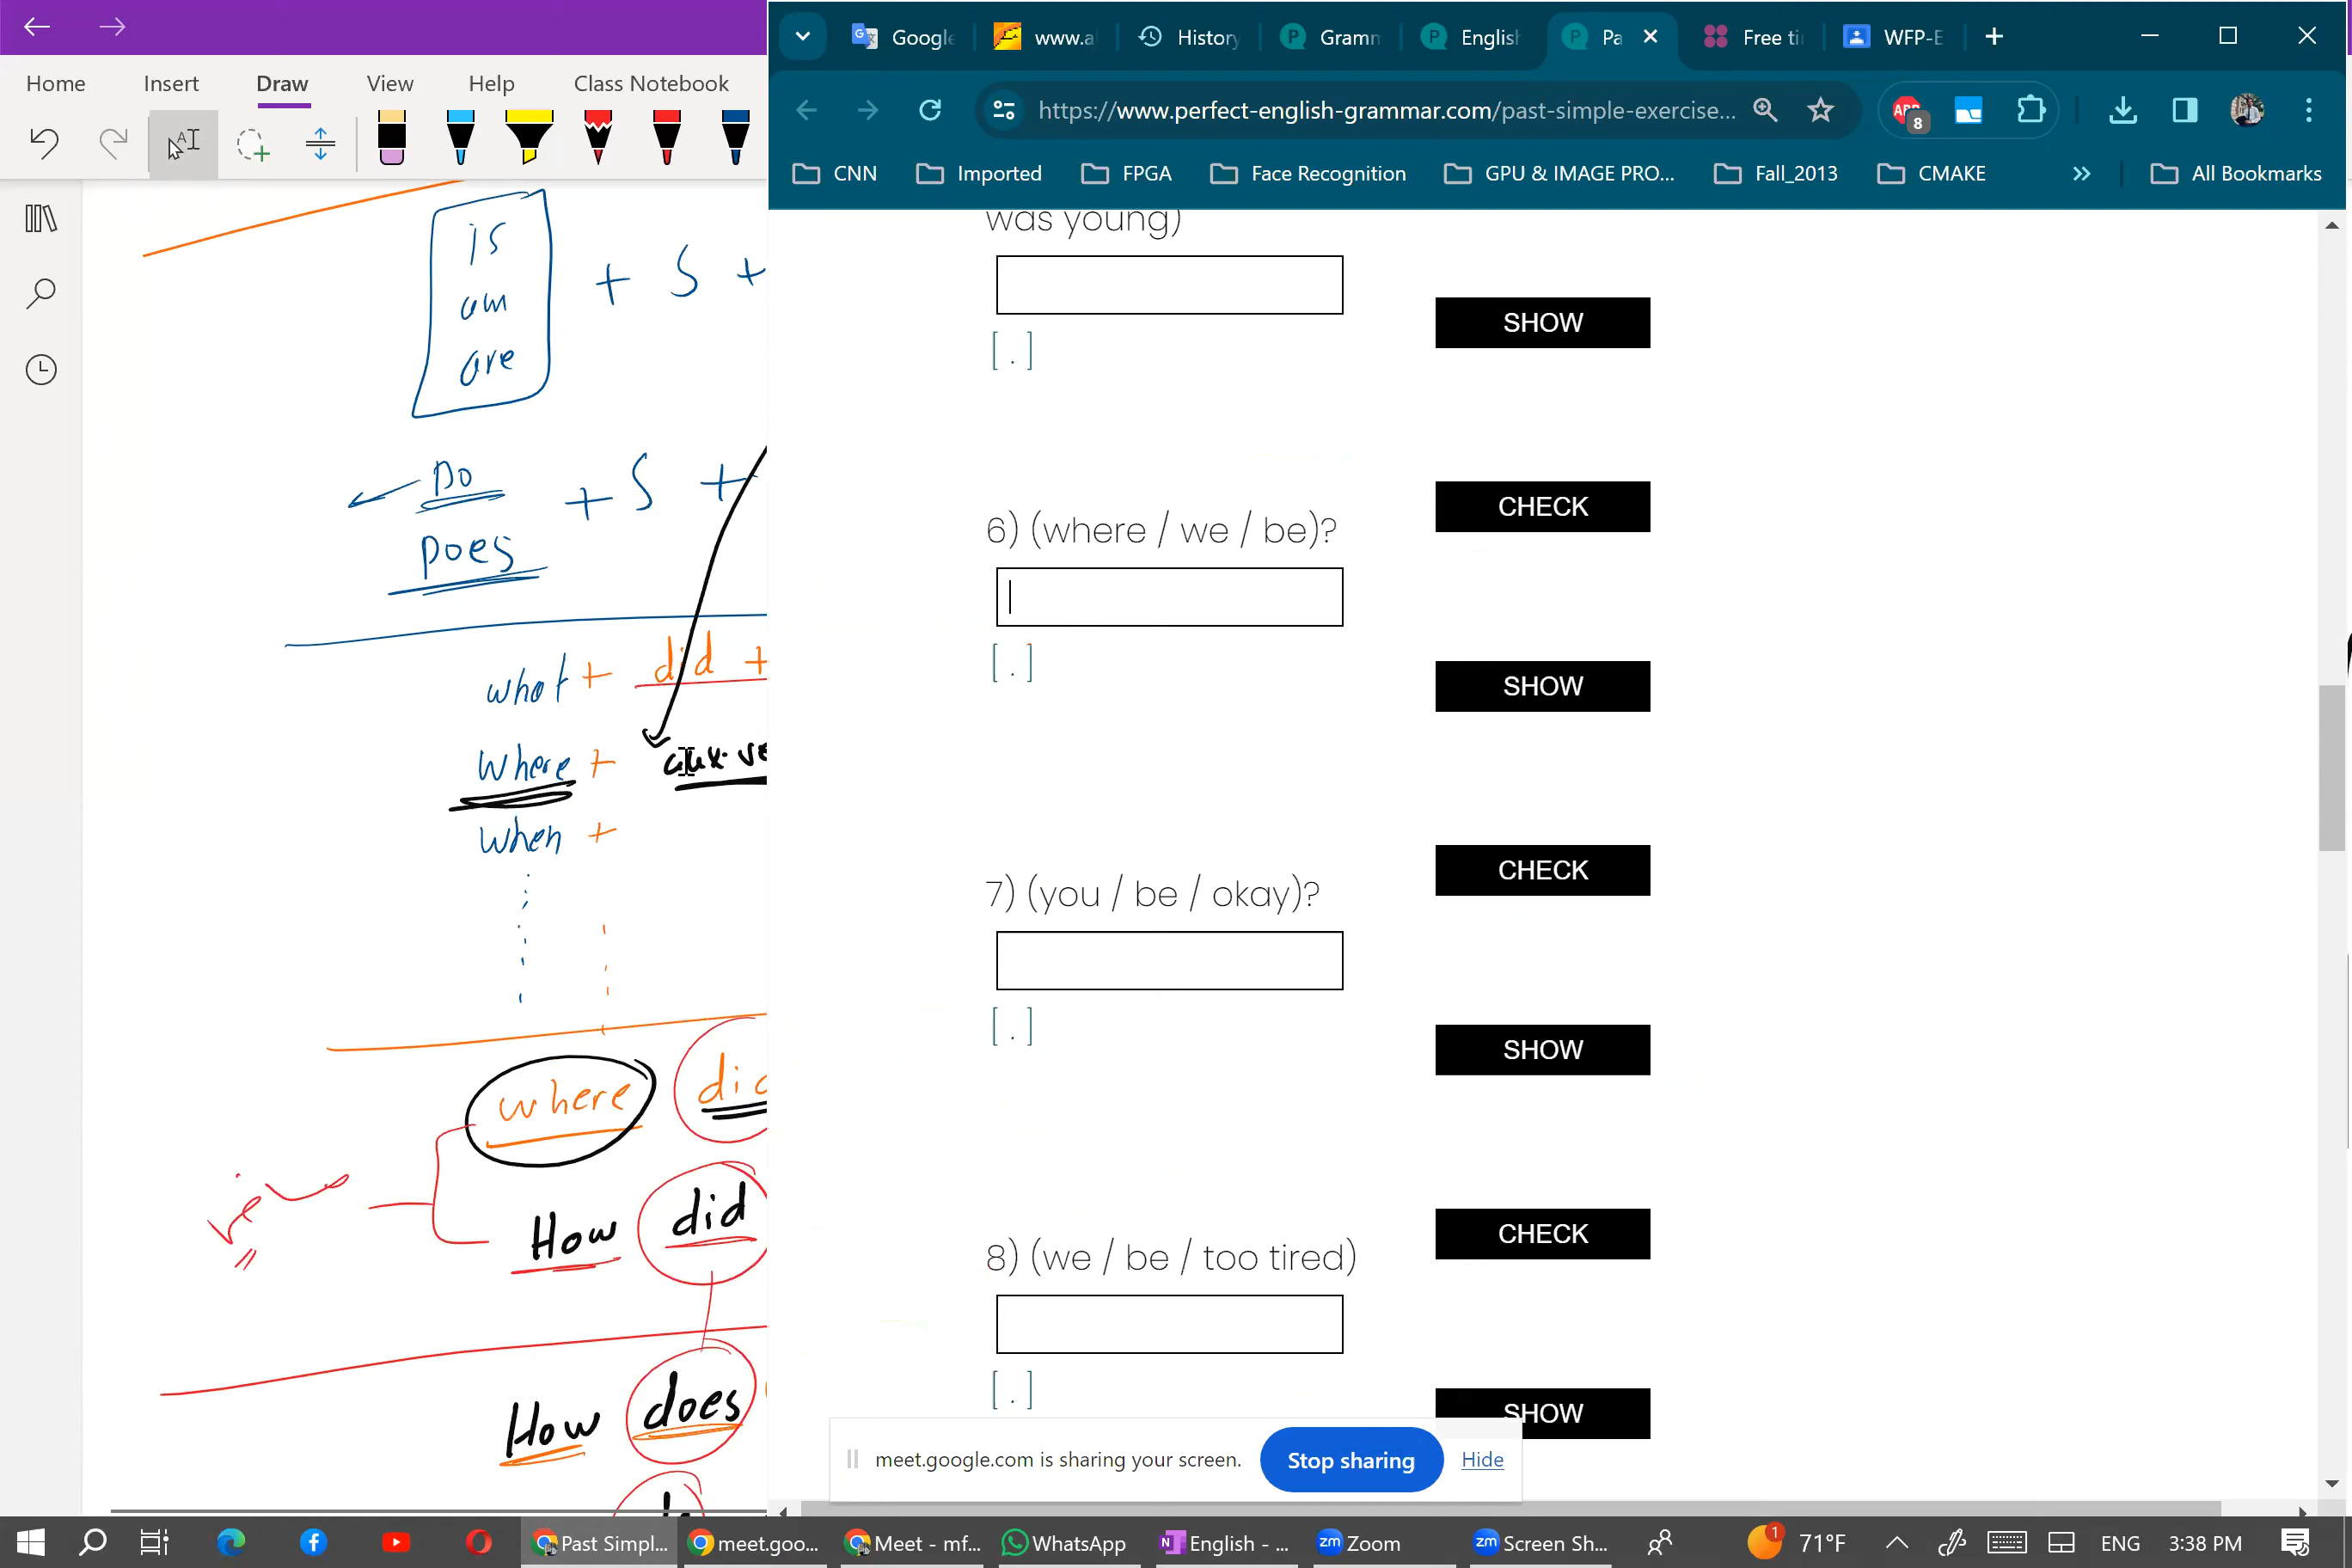 Home Insert Draw View Help Class Notebook
is
am
are
+ S +
Do
Does
+ S +
what + did +
where + aux. ve
when +
where did
How did
How does
Google
www.a
History
Gramm
English
Pa
Free ti
WFP-E
https://www.perfect-english-grammar.com/past-simple-exercise...
8
CNN Imported FPGA Face Recognition GPU & IMAGE PRO... Fall_2013 CMAKE » All Bookmarks
was young)
[ . ]
SHOW
CHECK
6) (where / we / be)?
[ . ]
SHOW
CHECK
7) (you / be / okay)?
[ . ]
SHOW
CHECK
8) (we / be / too tired)
[ . ]
SHOW
meet.google.com is sharing your screen. Stop sharing Hide
Past Simpl... meet.goo... Meet - mf... WhatsApp English - ... Zoom Screen Sh... 1 71°F ENG 3:38 PM